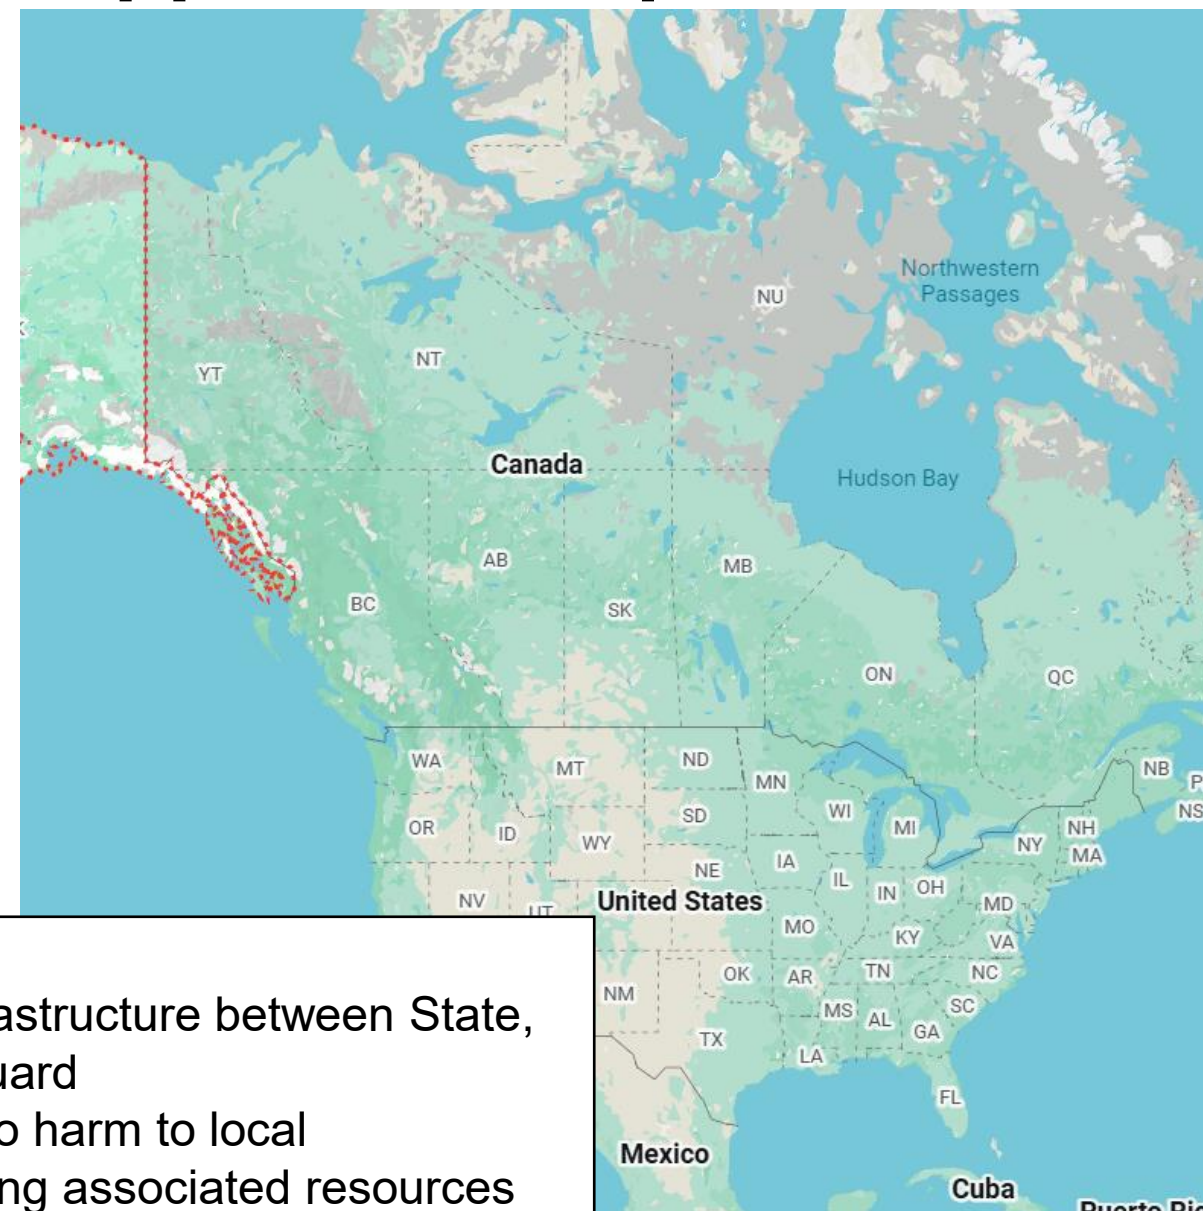 Northwestern
Passages
NU
NT
YT
Canada
Hudson Bay
AB
MB
BC
SK
ON
QC
WA
MT
ND
MN
NB
SD
WI
MI
NS
OR
ID
WY
NY
NH
MA
NE
IA
IL
IN
OH
NV
UT
United States
MD
MO
KY
VA
OK
AR
TN
NC
NM
MS
AL
SC
GA
TX
LA
FL
Mexico
Cuba
astructure between State,
uard
o harm to local
ng associated resources